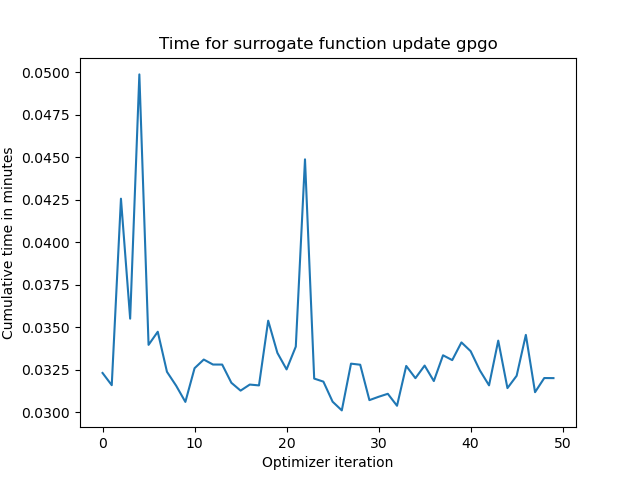 Time for surrogate function update gpgo
0.0500
0.0475
0.0450
0.0425
0.0400
0.0375
0.0350
0.0325
0.0300
Cumulative time in minutes
0 10 20 30 40 50
Optimizer iteration